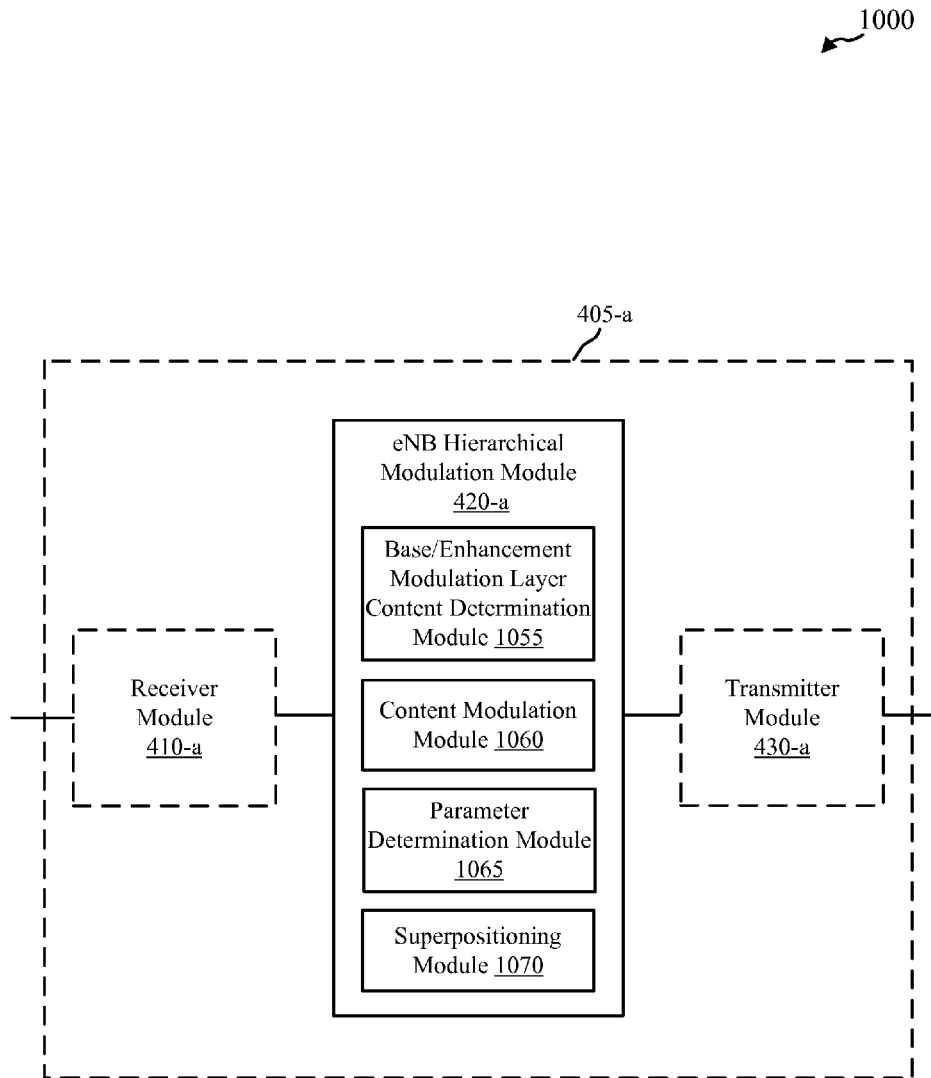 1000
405-a
eNB Hierarchical
Modulation Module
420-a
Base/Enhancement
Modulation Layer
Content Determination
Module 1055
Receiver
Module
410-a
Content Modulation
Module 1060
Transmitter
Module
430-a
Parameter
Determination Module
1065
Superpositioning
Module 1070